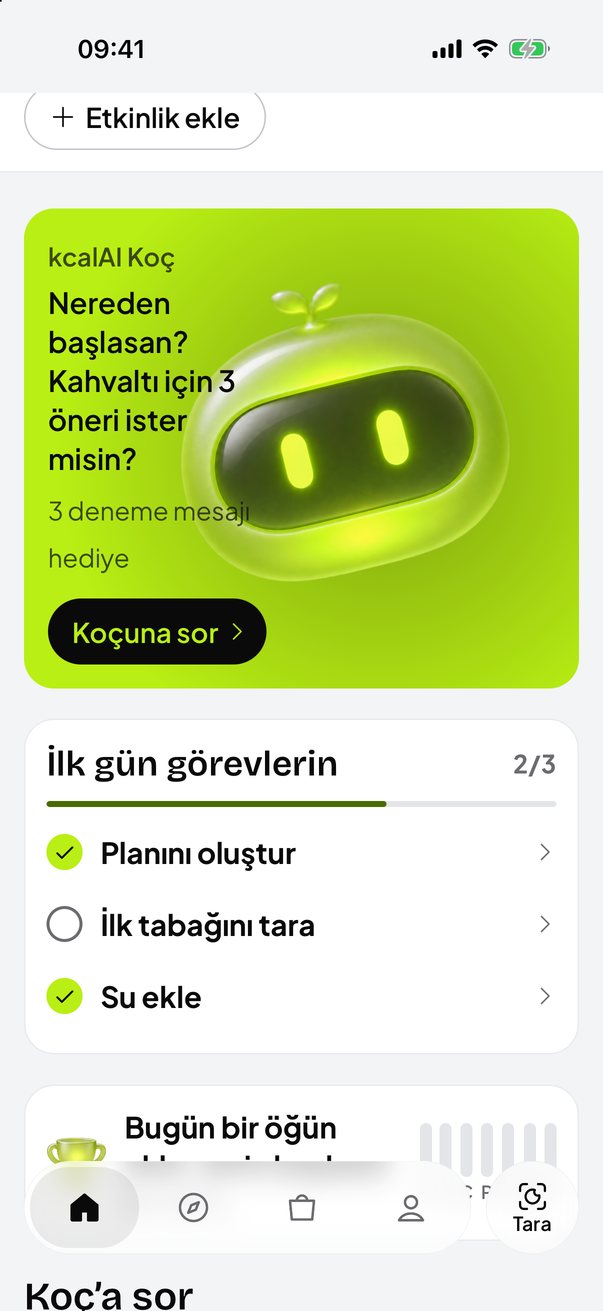 09:41
+ Etkinlik ekle
kcalAI Koç
Nereden
başlasan?
Kahvaltı için 3
öneri ister
misin?
3 deneme mesajı
hediye
Koçuna sor
İlk gün görevlerin 2/3
Planını oluştur
İlk tabağını tara
Su ekle
Bugün bir öğün
Tara
Koç'a sor